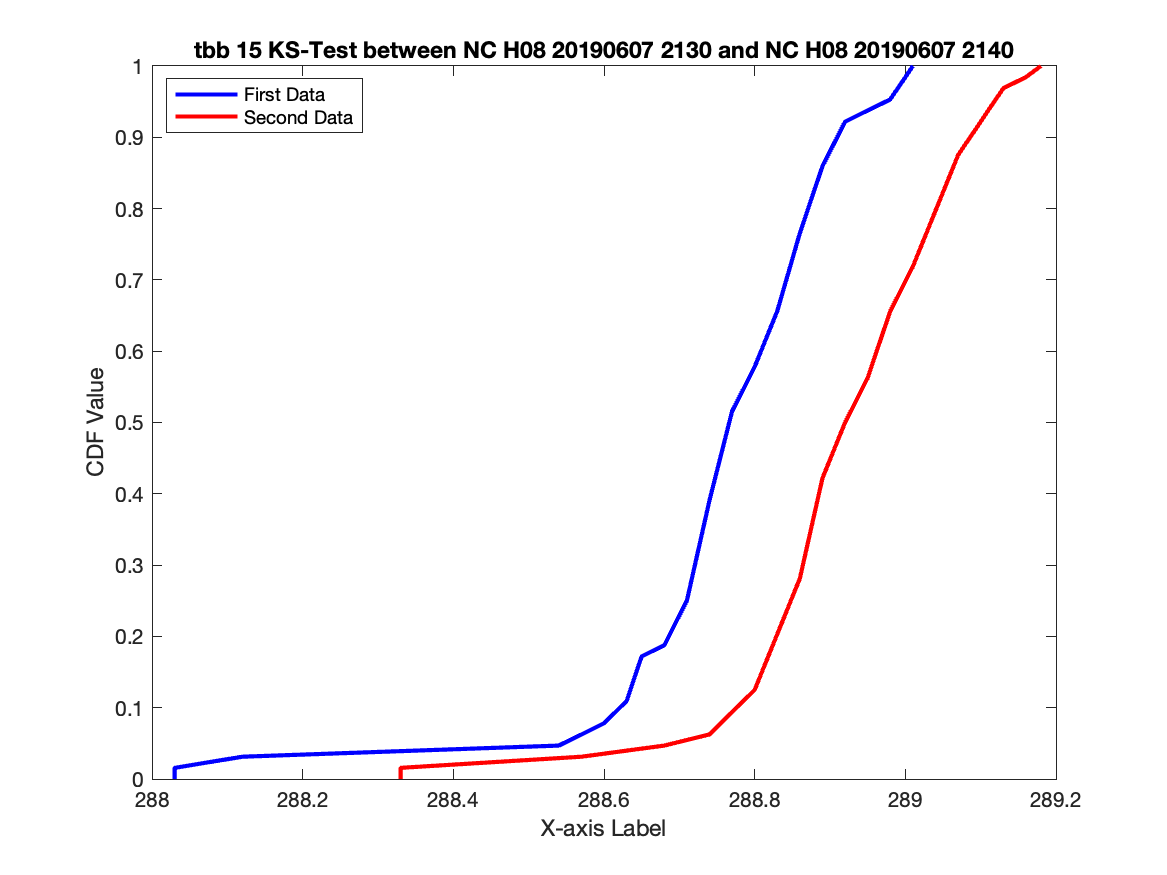 tbb 15 KS-Test between NC H08 20190607 2130 and NC H08 20190607 2140
First Data
Second Data
1
0.9
0.8
0.7
0.6
0.5
0.4
0.3
0.2
0.1
0
CDF Value
288 288.2 288.4 288.6 288.8 289 289.2
X-axis Label